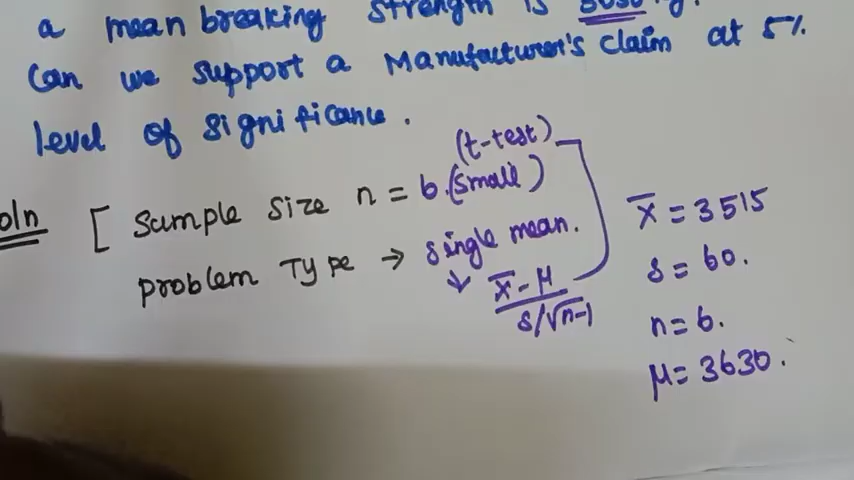 a mean breaking strength is
Can we support a Manufacturer's claim at 5%
level of significance.
(t-test)
Soln [ Sample Size n = 6. (small)
Problem Type → single mean.
↓ x̄ - μ
s/√n-1
x̄ = 3515
s = 60.
n = 6.
μ = 3630.